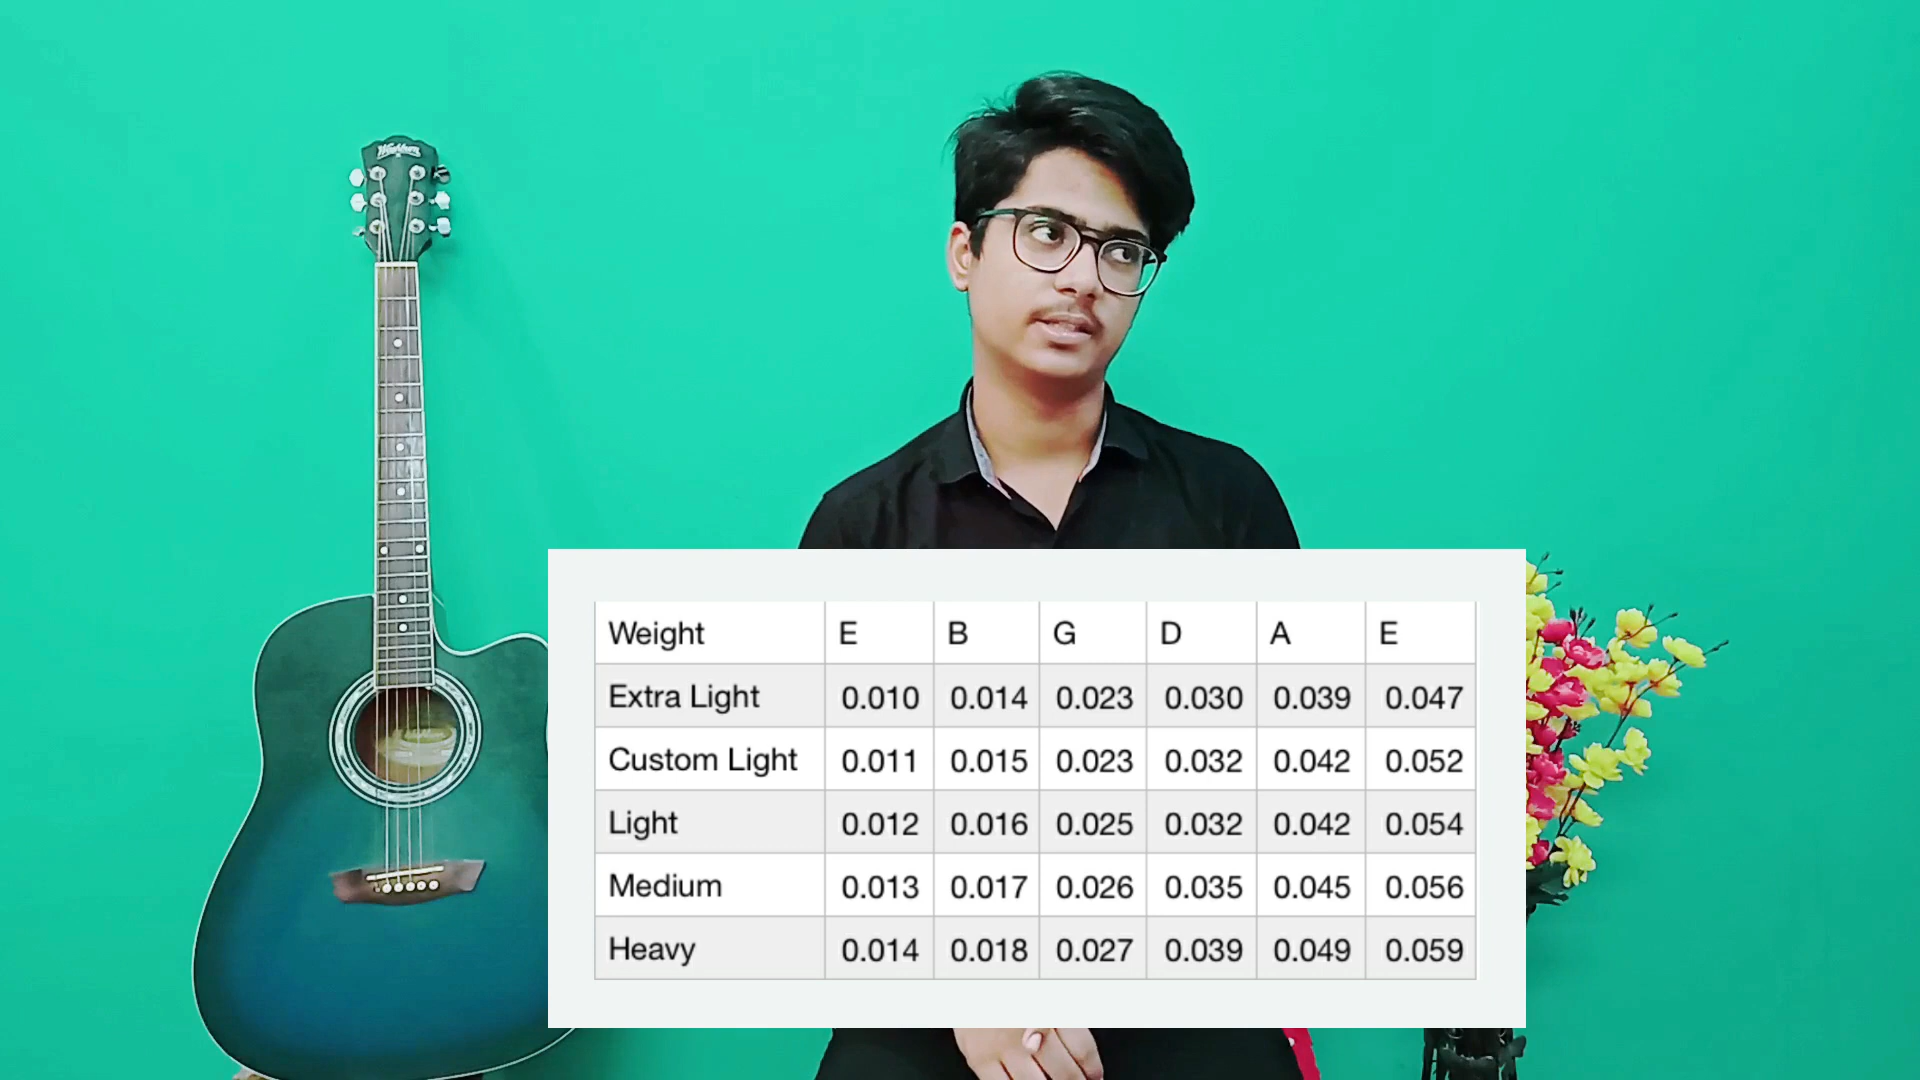 Washburn
Weight E B G D A E
Extra Light 0.010 0.014 0.023 0.030 0.039 0.047
Custom Light 0.011 0.015 0.023 0.032 0.042 0.052
Light 0.012 0.016 0.025 0.032 0.042 0.054
Medium 0.013 0.017 0.026 0.035 0.045 0.056
Heavy 0.014 0.018 0.027 0.039 0.049 0.059